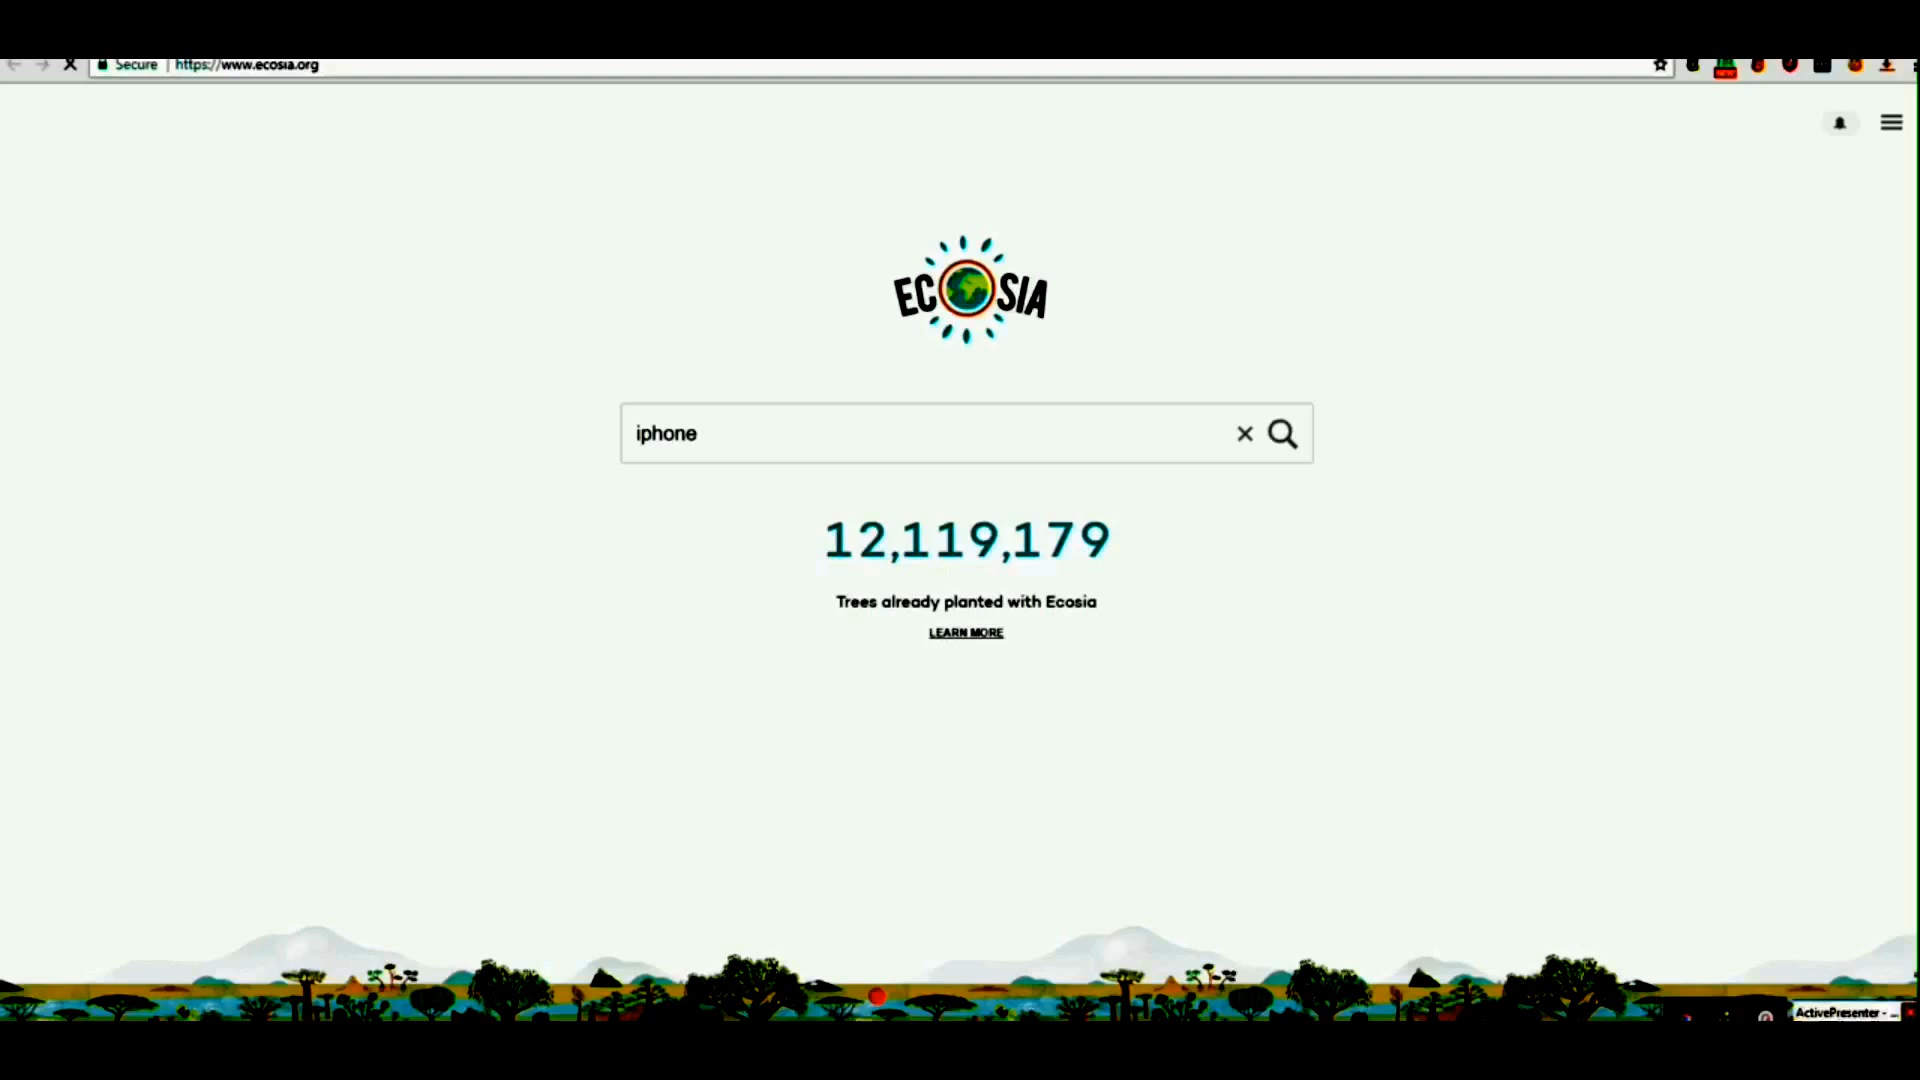 Secure | https://www.ecosia.org
ECOSIA
iphone
12,119,179
Trees already planted with Ecosia
LEARN MORE
ActivePresenter - ...